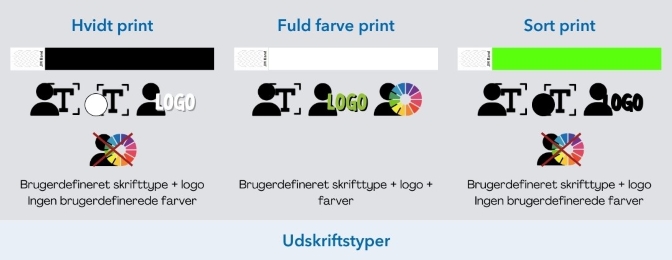 Hvidt print
Fuld farve print
Sort print
T T LOGO
T LOGO
T T LOGO
Brugerdefineret skrifttype + logo
Ingen brugerdefinerede farver
Brugerdefineret skrifttype + logo +
farver
Brugerdefineret skrifttype + logo
Ingen brugerdefinerede farver
Udskriftstyper